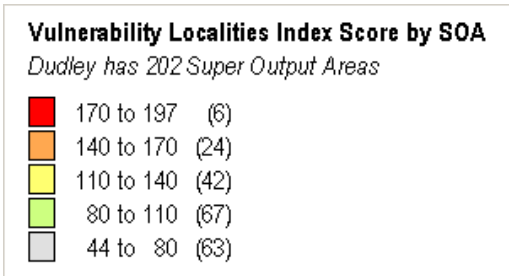 Vulnerability Localities Index Score by SOA
Dudley has 202 Super Output Areas
170 to 197 (6)
140 to 170 (24)
110 to 140 (42)
80 to 110 (67)
44 to 80 (63)